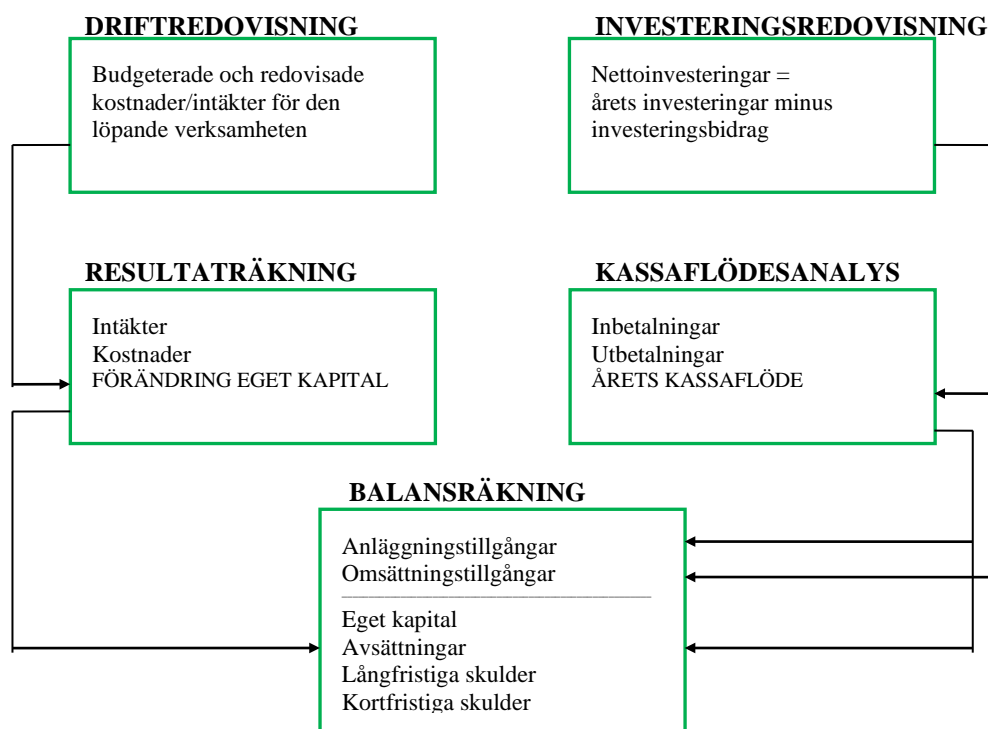 DRIFTREDOVISNING
Budgeterade och redovisade
kostnader/intäkter för den
löpande verksamheten
INVESTERINGSREDOVISNING
Nettoinvesteringar =
årets investeringar minus
investeringsbidrag
RESULTATRÄKNING
Intäkter
Kostnader
FÖRÄNDRING EGET KAPITAL
KASSAFLÖDESANALYS
Inbetalningar
Utbetalningar
ÅRETS KASSAFLÖDE
BALANSRÄKNING
Anläggningstillgångar
Omsättningstillgångar
Eget kapital
Avsättningar
Långfristiga skulder
Kortfristiga skulder